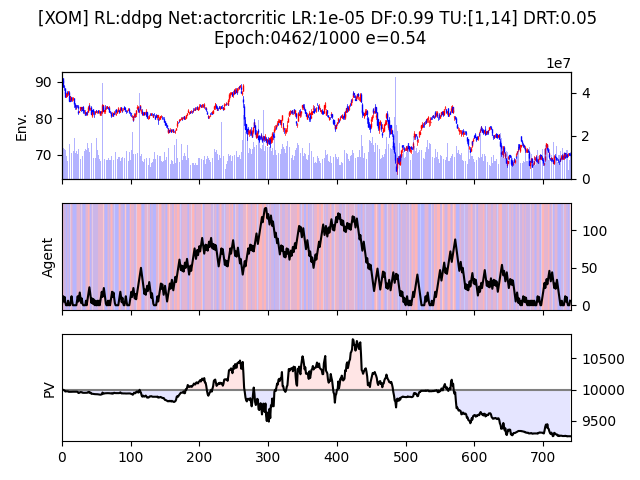 [XOM] RL:ddpg Net:actorcritic LR:1e-05 DF:0.99 TU:[1,14] DRT:0.05
Epoch:0462/1000 e=0.54
1e7
90
80
70
Env.
4
2
0
Agent
100
50
0
PV
10500
10000
9500
0 100 200 300 400 500 600 700